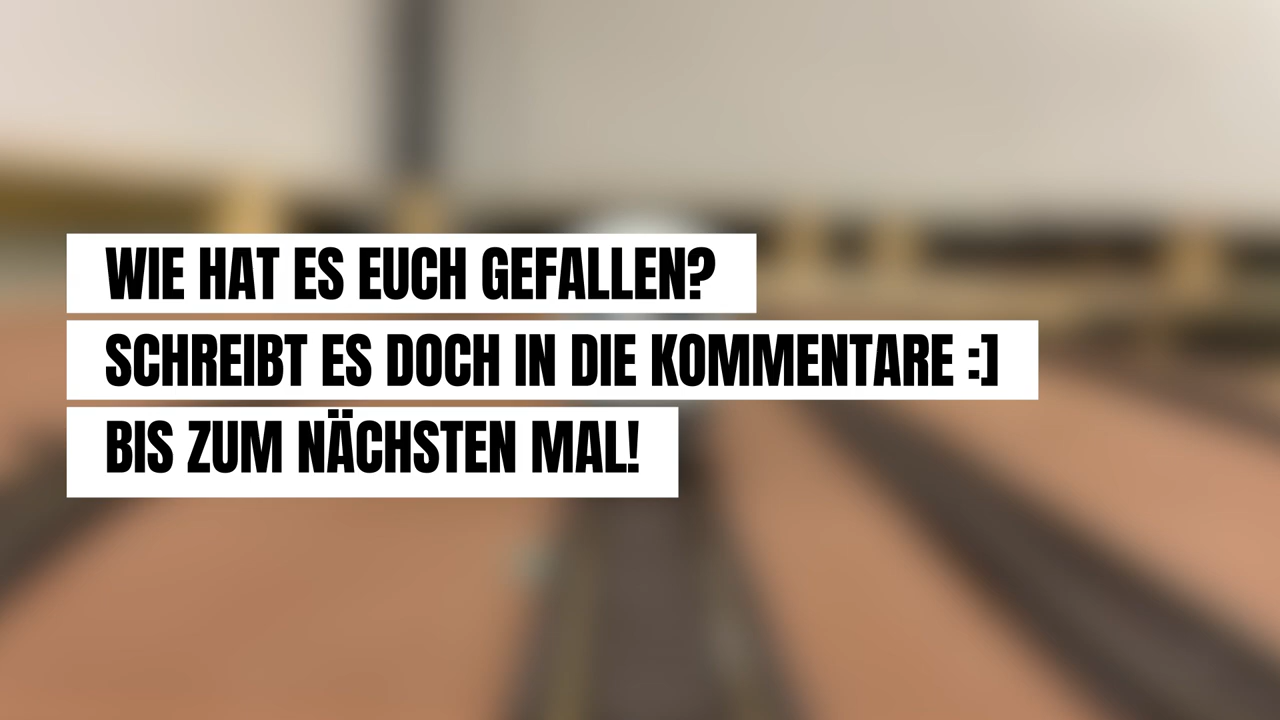 WIE HAT ES EUCH GEFALLEN?
SCHREIBT ES DOCH IN DIE KOMMENTARE :]
BIS ZUM NÄCHSTEN MAL!